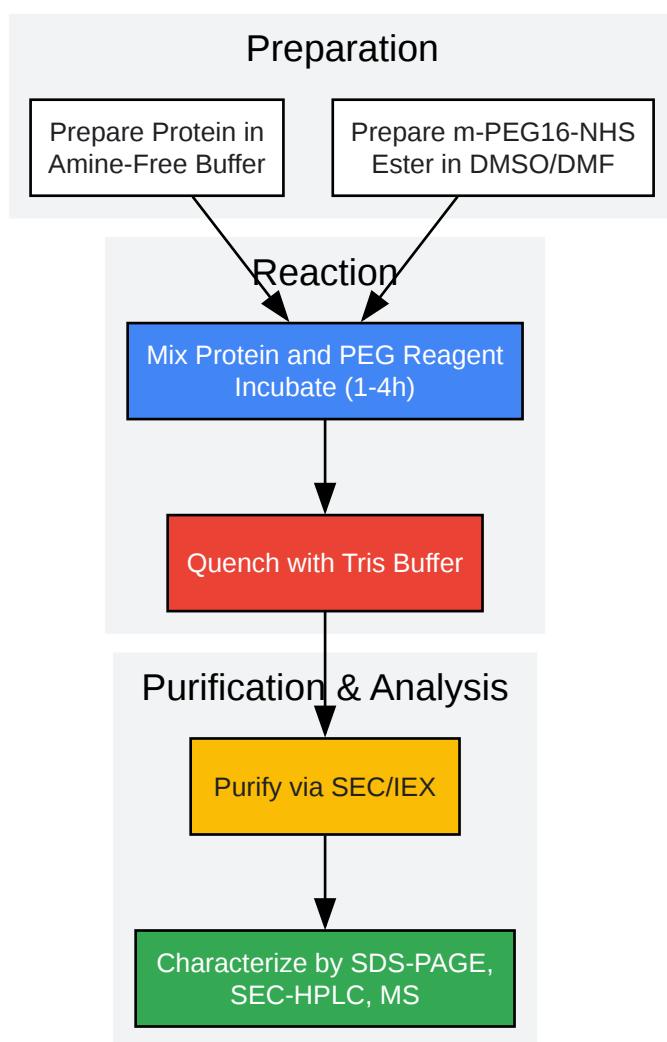 Preparation
Prepare Protein in
Amine-Free Buffer
Prepare m-PEG16-NHS
Ester in DMSO/DMF
Reaction
Mix Protein and PEG Reagent
Incubate (1-4h)
Quench with Tris Buffer
Purification & Analysis
Purify via SEC/IEX
Characterize by SDS-PAGE,
SEC-HPLC, MS